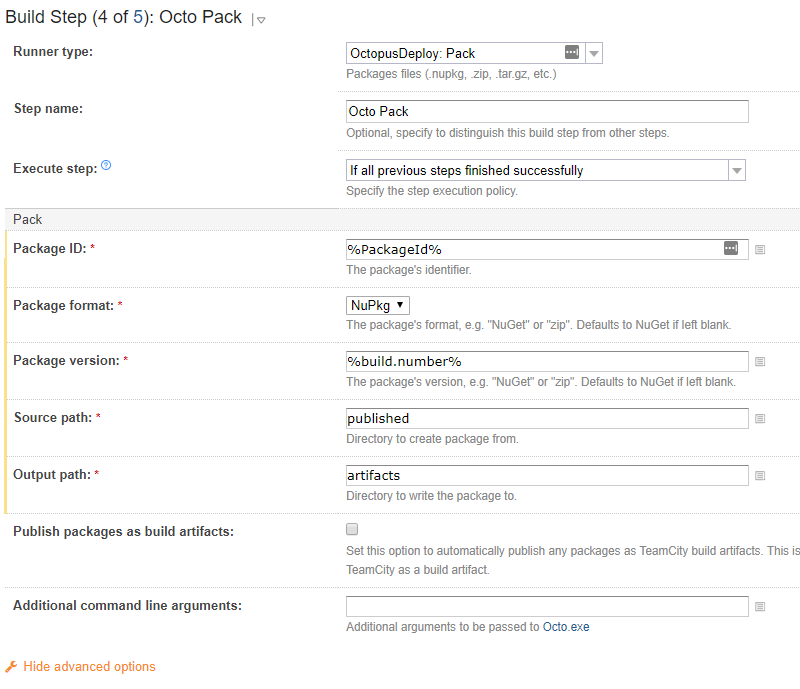 Build Step (4 of 5): Octo Pack
Runner type:
OctopusDeploy: Pack
Packages files (.nupkg, .zip, .tar.gz, etc.)
Step name:
Octo Pack
Optional, specify to distinguish this build step from other steps.
Execute step:
If all previous steps finished successfully
Specify the step execution policy.
Pack
Package ID: *
%PackageId%
The package's identifier.
Package format: *
NuPkg
The package's format, e.g. "NuGet" or "zip". Defaults to NuGet if left blank.
Package version: *
%build.number%
The package's version, e.g. "NuGet" or "zip". Defaults to NuGet if left blank.
Source path: *
published
Directory to create package from.
Output path: *
artifacts
Directory to write the package to.
Publish packages as build artifacts:
Set this option to automatically publish any packages as TeamCity build artifacts. This is
TeamCity as a build artifact.
Additional command line arguments:
Additional arguments to be passed to Octo.exe
Hide advanced options